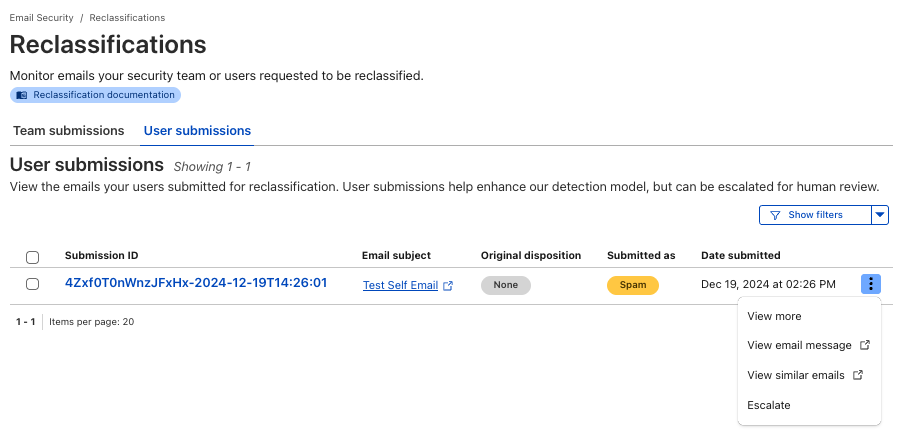 Email Security / Reclassifications
Reclassifications
Monitor emails your security team or users requested to be reclassified.
Reclassification documentation
Team submissions User submissions
User submissions Showing 1 - 1
View the emails your users submitted for reclassification. User submissions help enhance our detection model, but can be escalated for human review.
Show filters
Submission ID Email subject Original disposition Submitted as Date submitted
4Zxf0T0nWnzJFxHx-2024-12-19T14:26:01 Test Self Email None Spam Dec 19, 2024 at 02:26 PM
1 - 1 Items per page: 20
View more
View email message
View similar emails
Escalate